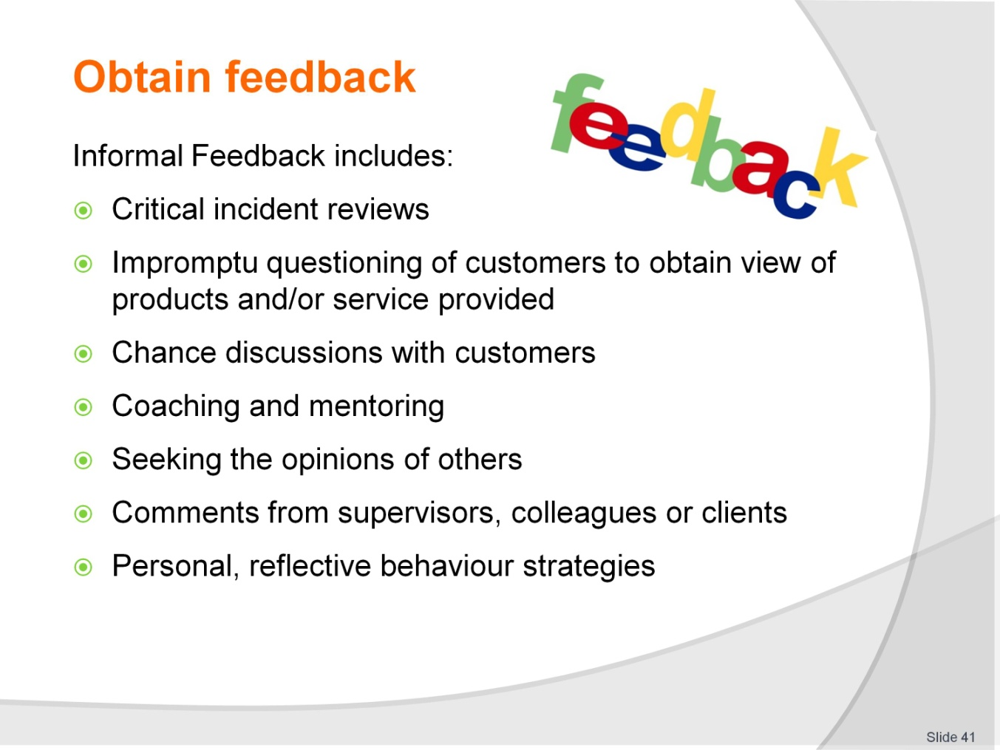 Obtain feedback
feedback
Informal Feedback includes:
Critical incident reviews
Impromptu questioning of customers to obtain view of
products and/or service provided
Chance discussions with customers
Coaching and mentoring
Seeking the opinions of others
Comments from supervisors, colleagues or clients
Personal, reflective behaviour strategies
Slide 41